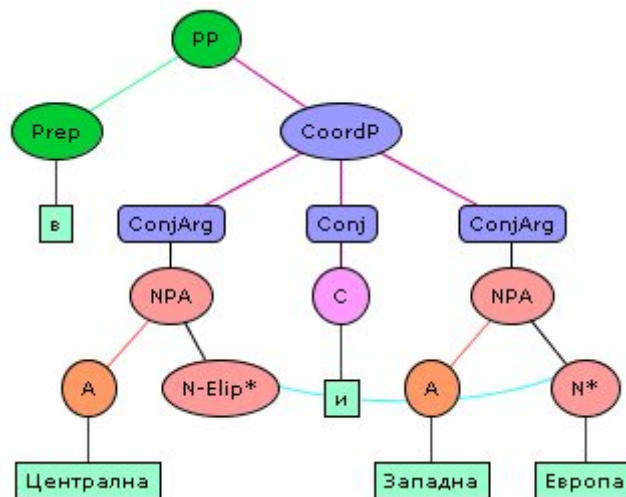 PP
Prep CoordP
в ConjArg Conj ConjArg
NPA C NPA
A N-Elip* и A N*
Централна Западна Европа